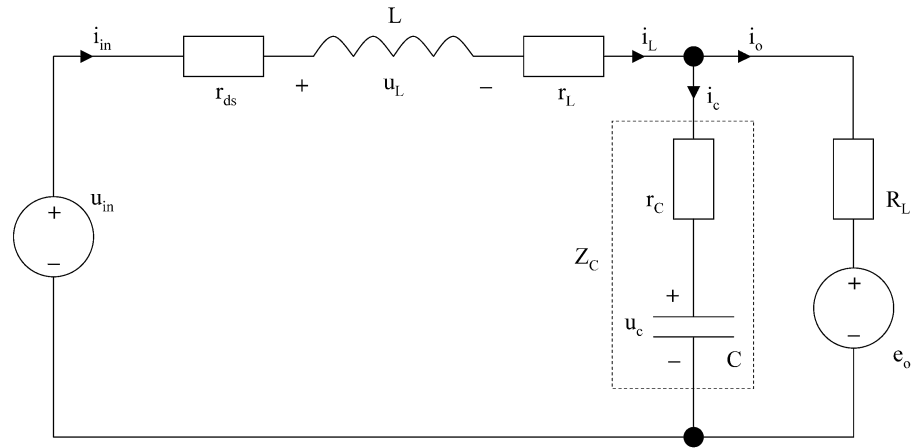 L
i_in i_L i_o
r_ds + u_L − r_L
i_c
u_in + −
r_C
R_L
Z_C
+ u_c − C
+ − e_o